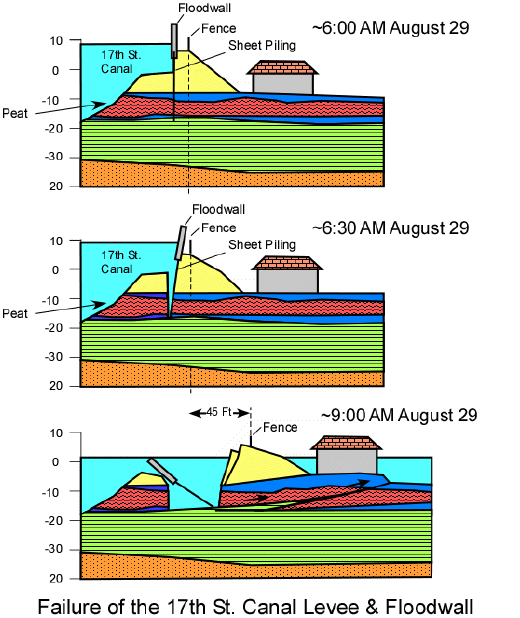 Floodwall
Fence
~6:00 AM August 29
Sheet Piling
17th St.
Canal
Peat
10
0
-10
-20
-30
20
Floodwall
Fence
~6:30 AM August 29
Sheet Piling
17th St.
Canal
Peat
10
0
-10
-20
-30
20
45 Ft
Fence
~9:00 AM August 29
10
0
-10
-20
-30
20
Failure of the 17th St. Canal Levee & Floodwall